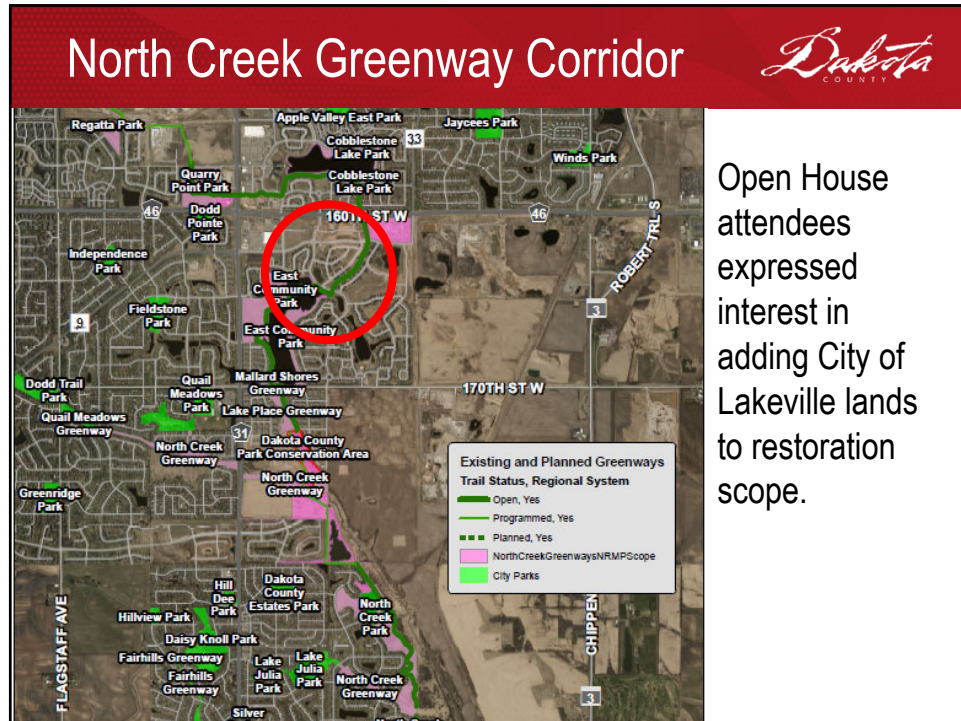 North Creek Greenway Corridor
Dakota
COUNTY
Regatta Park
Apple Valley East Park
Jaycees Park
Cobblestone
Lake Park
33
Winds Park
Quarry
Point Park
Cobblestone
Lake Park
46
Dodd
Pointe
Park
160TH ST W
46
ROBERT TRL S
Independence
Park
East
Community
Park
Fieldstone
Park
9
East Community
Park
3
Mallard Shores
Greenway
170TH ST W
Dodd Trail
Park
Quail
Meadows
Park
Quail Meadows
Greenway
Lake Place Greenway
31
North Creek
Greenway
Dakota County
Park Conservation Area
North Creek
Greenway
Greenridge
Park
Existing and Planned Greenways
Trail Status, Regional System
Open, Yes
Programmed, Yes
Planned, Yes
NorthCreekGreenwaysNRMPScope
City Parks
Hill
Dee
Park
Dakota
County
Estates Park
North
Creek
Park
Hillview Park
Daisy Knoll Park
Fairhills Greenway
Fairhills
Greenway
Lake
Julia
Park
Lake
Julia
Park
North Creek
Greenway
FLAGSTAFF AVE
CHIPPEN
3
Silver
Open House
attendees
expressed
interest in
adding City of
Lakeville lands
to restoration
scope.